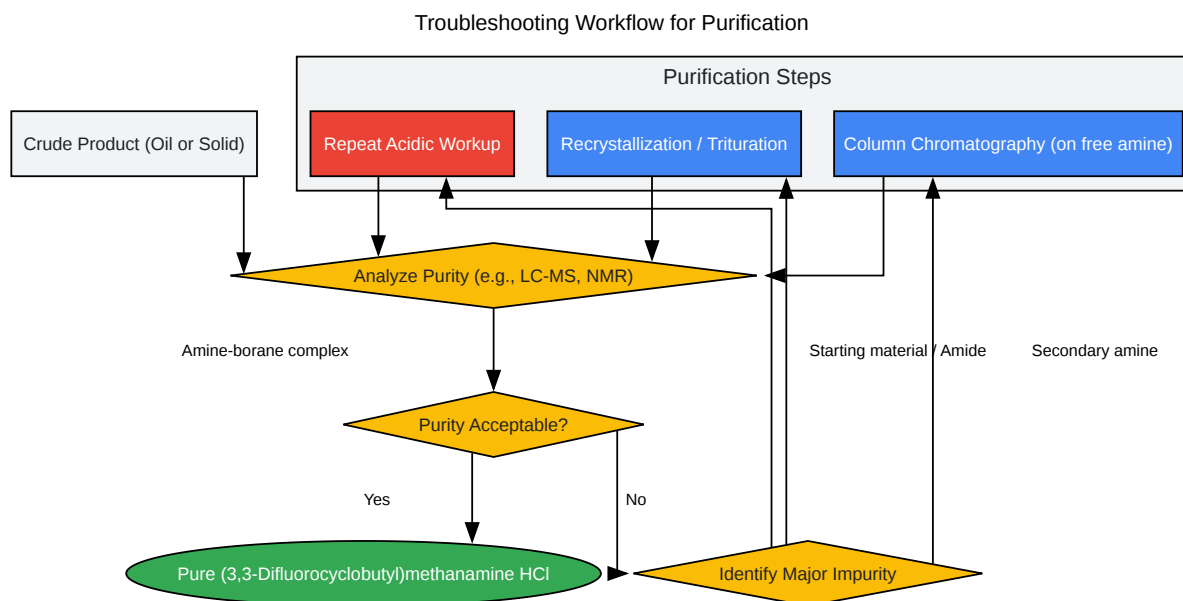 Troubleshooting Workflow for Purification
Purification Steps
Crude Product (Oil or Solid)
Repeat Acidic Workup
Recrystallization / Trituration
Column Chromatography (on free amine)
Analyze Purity (e.g., LC-MS, NMR)
Amine-borane complex
Starting material / Amide
Secondary amine
Purity Acceptable?
Yes
No
Pure (3,3-Difluorocyclobutyl)methanamine HCl
Identify Major Impurity